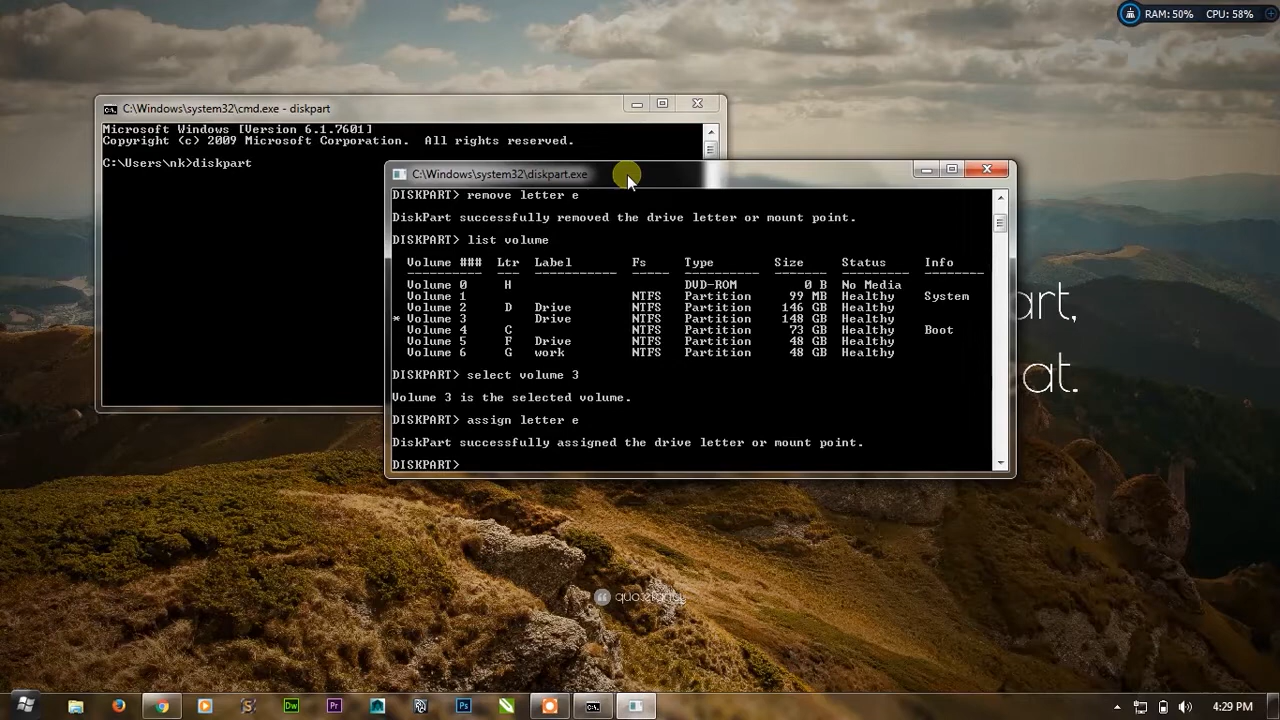 RAM: 50% CPU: 58%
C:\Windows\system32\cmd.exe - diskpart
Microsoft Windows [Version 6.1.7601]
Copyright (c) 2009 Microsoft Corporation.  All rights reserved.
C:\Users\nk>diskpart
C:\Windows\system32\diskpart.exe
DISKPART> remove letter e
DiskPart successfully removed the drive letter or mount point.
DISKPART> list volume
Volume ###  Ltr  Label        Fs     Type        Size     Status     Info
----------  ---  -----------  -----  ----------  -------  ---------  --------
Volume 0     H                       DVD-ROM         0 B  No Media
Volume 1                      NTFS   Partition     99 MB  Healthy    System
Volume 2     D   Drive        NTFS   Partition    146 GB  Healthy
* Volume 3         Drive        NTFS   Partition    148 GB  Healthy
Volume 4     C                NTFS   Partition     73 GB  Healthy    Boot
Volume 5     F   Drive        NTFS   Partition     48 GB  Healthy
Volume 6     G   work         NTFS   Partition     48 GB  Healthy
DISKPART> select volume 3
Volume 3 is the selected volume.
DISKPART> assign letter e
DiskPart successfully assigned the drive letter or mount point.
DISKPART>
art,
at.
Dw Pr Ps
4:29 PM